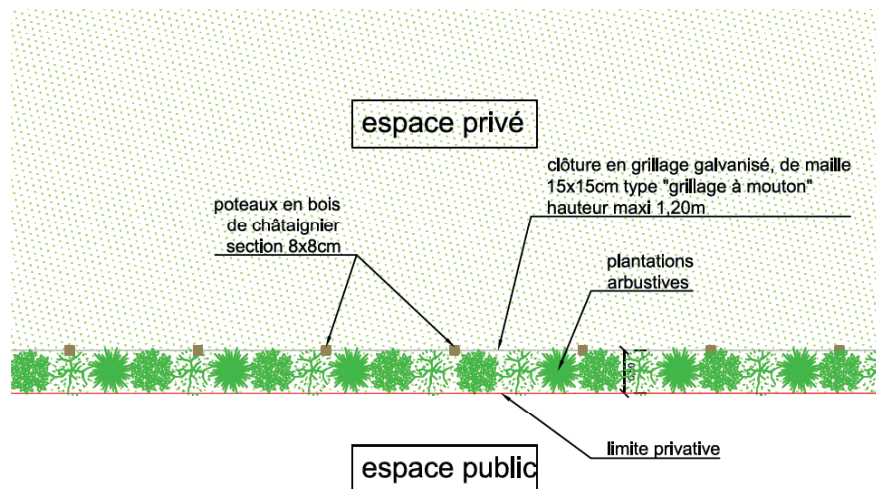 espace privé
clôture en grillage galvanisé, de maille
15x15cm type "grillage à mouton"
hauteur maxi 1,20m
poteaux en bois
de châtaignier
section 8x8cm
plantations
arbustives
limite privative
espace public